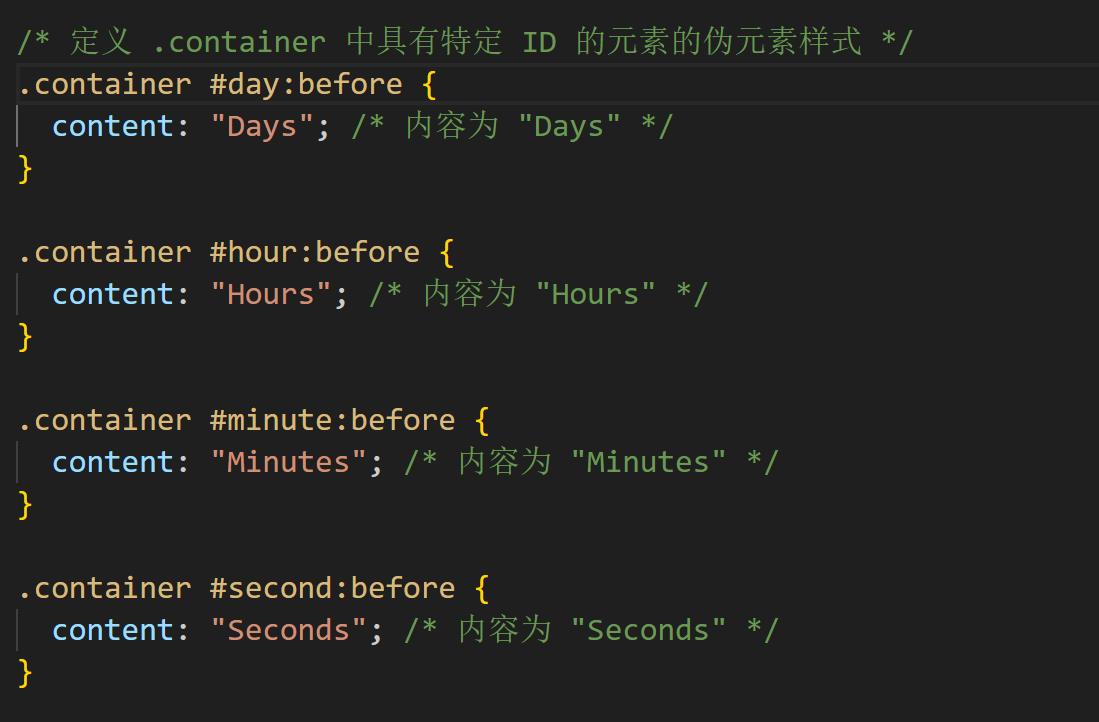 /* 定义 .container 中具有特定 ID 的元素的伪元素样式 */
.container #day:before {
  content: "Days"; /* 内容为 "Days" */
}
.container #hour:before {
  content: "Hours"; /* 内容为 "Hours" */
}
.container #minute:before {
  content: "Minutes"; /* 内容为 "Minutes" */
}
.container #second:before {
  content: "Seconds"; /* 内容为 "Seconds" */
}